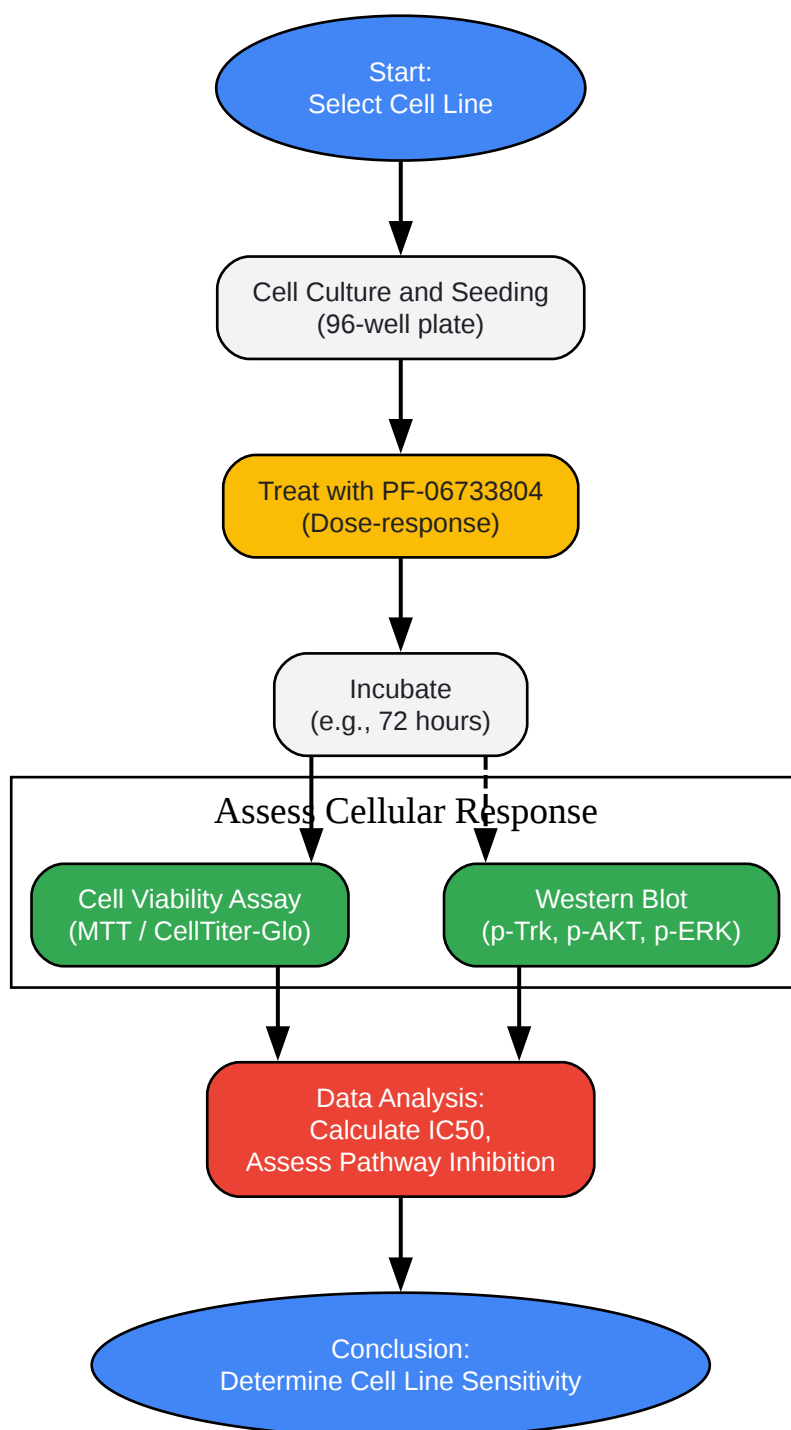 Start:
Select Cell Line
Cell Culture and Seeding
(96-well plate)
Treat with PF-06733804
(Dose-response)
Incubate
(e.g., 72 hours)
Assess Cellular Response
Cell Viability Assay
(MTT / CellTiter-Glo)
Western Blot
(p-Trk, p-AKT, p-ERK)
Data Analysis:
Calculate IC50,
Assess Pathway Inhibition
Conclusion:
Determine Cell Line Sensitivity